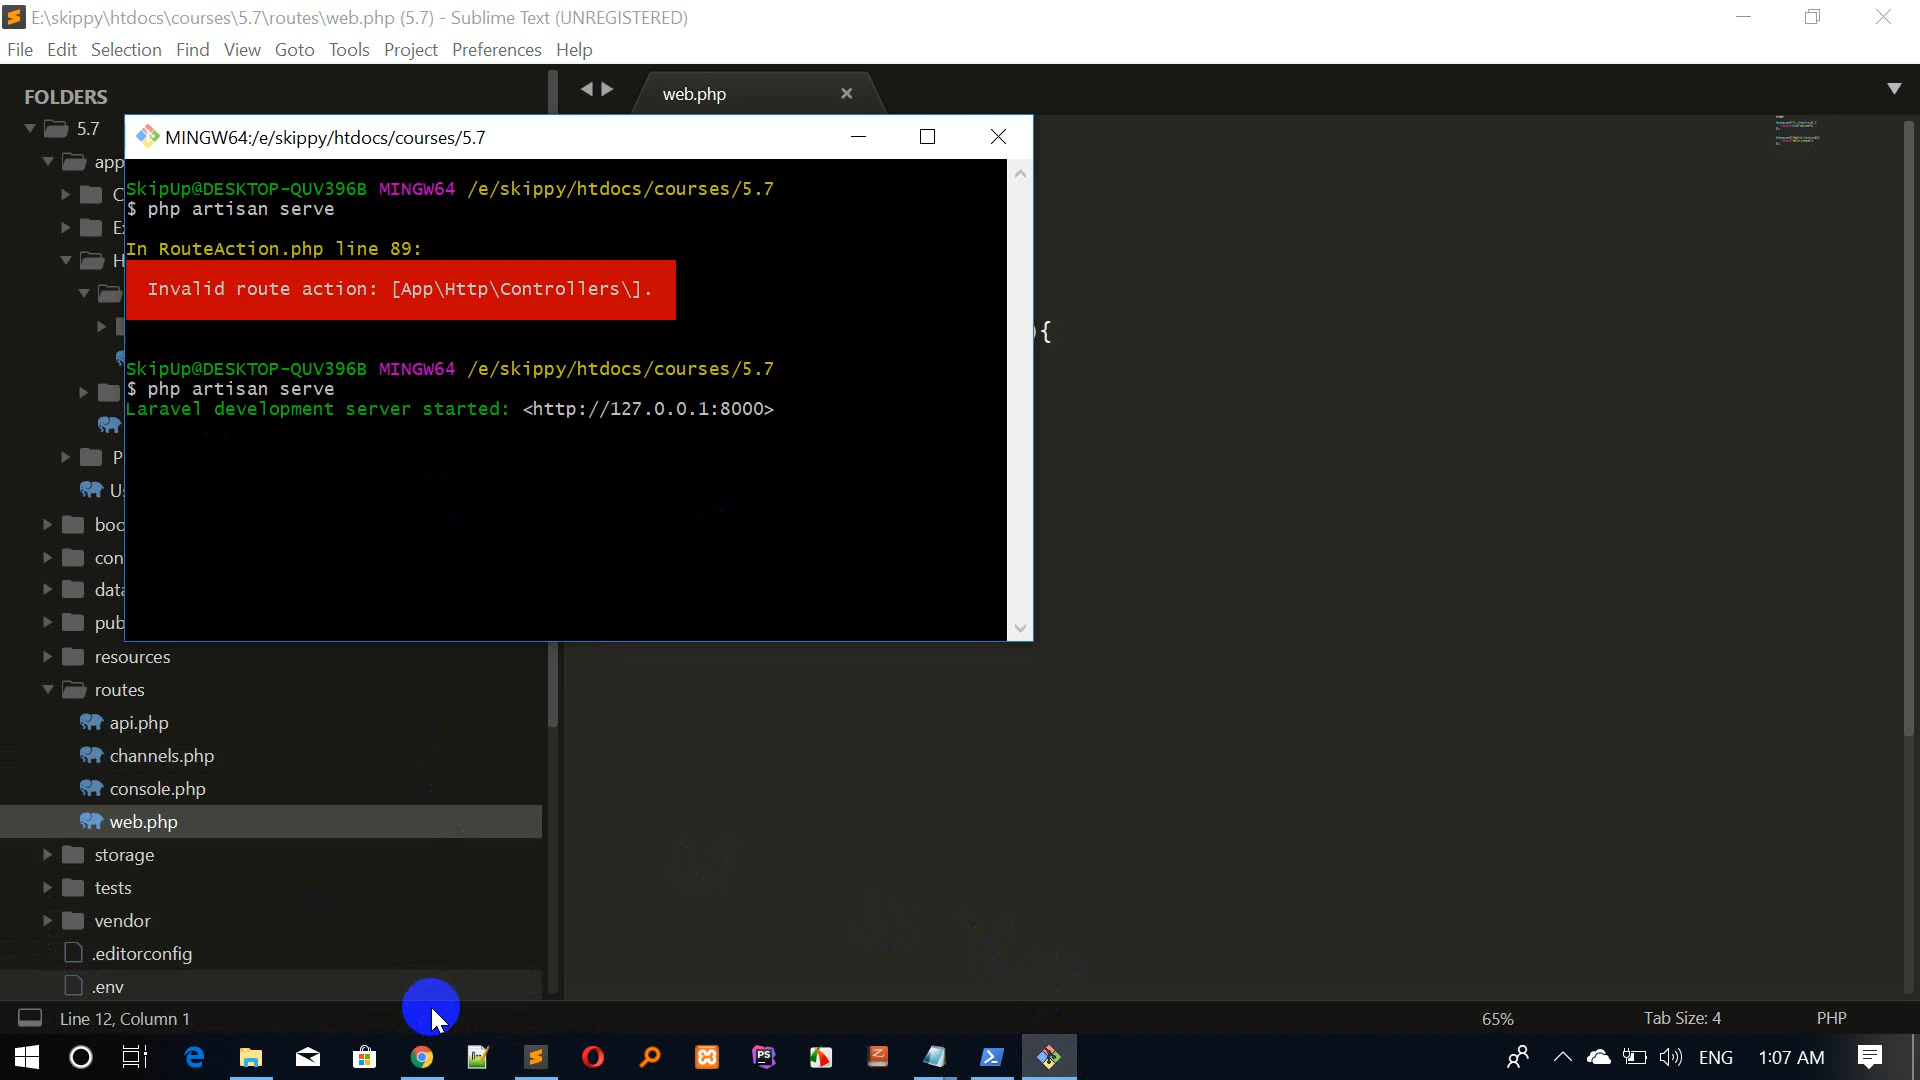 E:\skippy\htdocs\courses\5.7\routes\web.php (5.7) - Sublime Text (UNREGISTERED)
File Edit Selection Find View Goto Tools Project Preferences Help
FOLDERS
web.php
5.7
app
MINGW64:/e/skippy/htdocs/courses/5.7
SkipUp@DESKTOP-QUV396B MINGW64 /e/skippy/htdocs/courses/5.7
$ php artisan serve
In RouteAction.php line 89:
Invalid route action: [App\Http\Controllers\].
){
SkipUp@DESKTOP-QUV396B MINGW64 /e/skippy/htdocs/courses/5.7
$ php artisan serve
Laravel development server started: <http://127.0.0.1:8000>
boo
con
data
pub
resources
routes
api.php
channels.php
console.php
web.php
storage
tests
vendor
.editorconfig
.env
Line 12, Column 1
65%
Tab Size: 4
PHP
ENG
1:07 AM